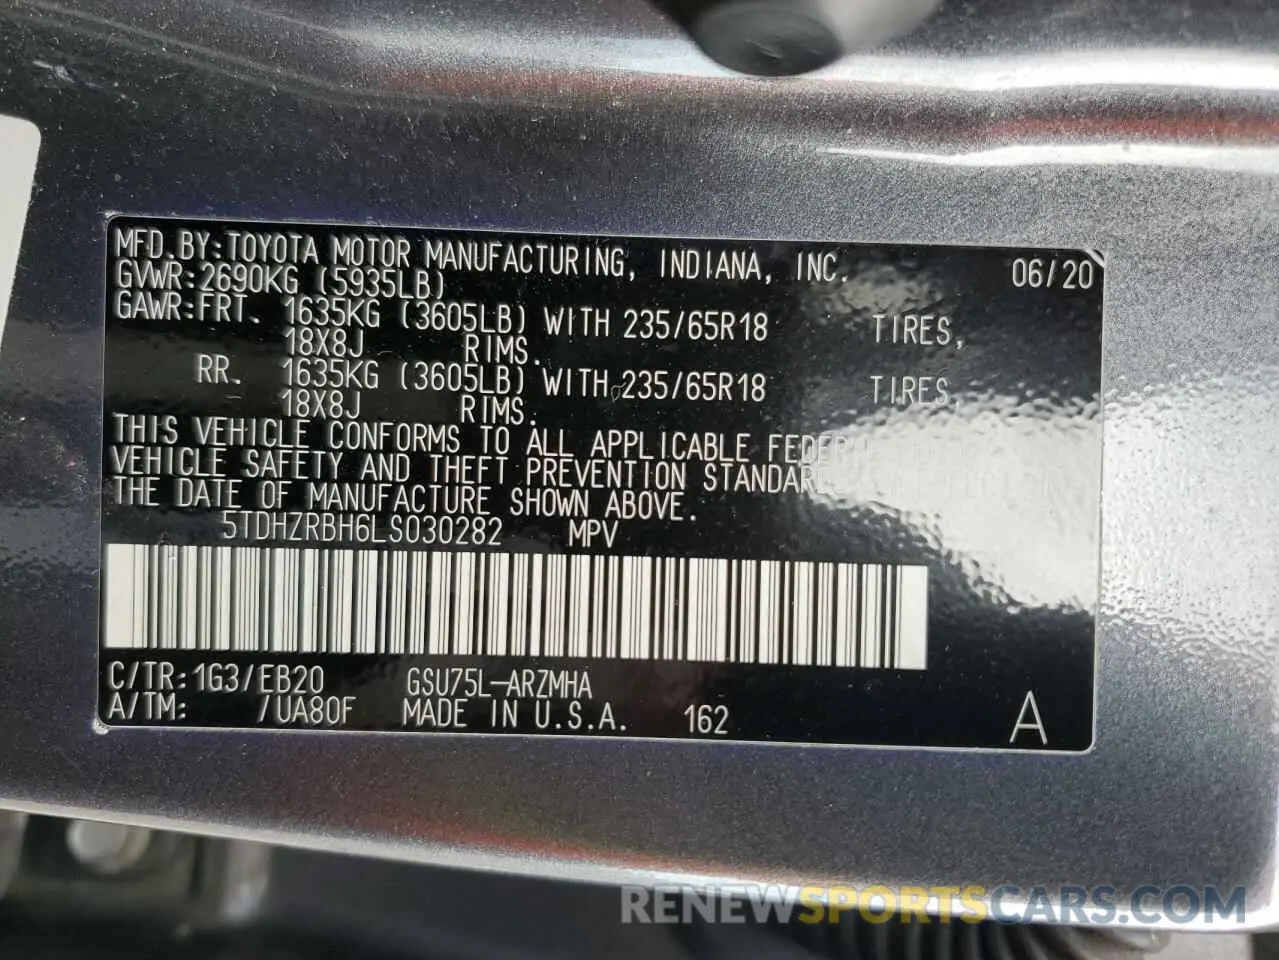 MFD.BY:TOYOTA MOTOR MANUFACTURING, INDIANA, INC. 06/20
GVWR:2690KG (5935LB)
GAWR:FRT. 1635KG (3605LB) WITH 235/65R18 TIRES,
18X8J RIMS.
RR. 1635KG (3605LB) WITH 235/65R18 TIRES,
18X8J RIMS.
THIS VEHICLE CONFORMS TO ALL APPLICABLE
VEHICLE SAFETY AND THEFT PREVENTION
THE DATE OF MANUFACTURE SHOWN ABOVE.
5TDHZRBH6LS030282 MPV
C/TR:1G3/EB20 GSU75L-ARZMHA
A/TM: /UA80F MADE IN U.S.A. 162 A
RENEWSPORTSCARS.COM